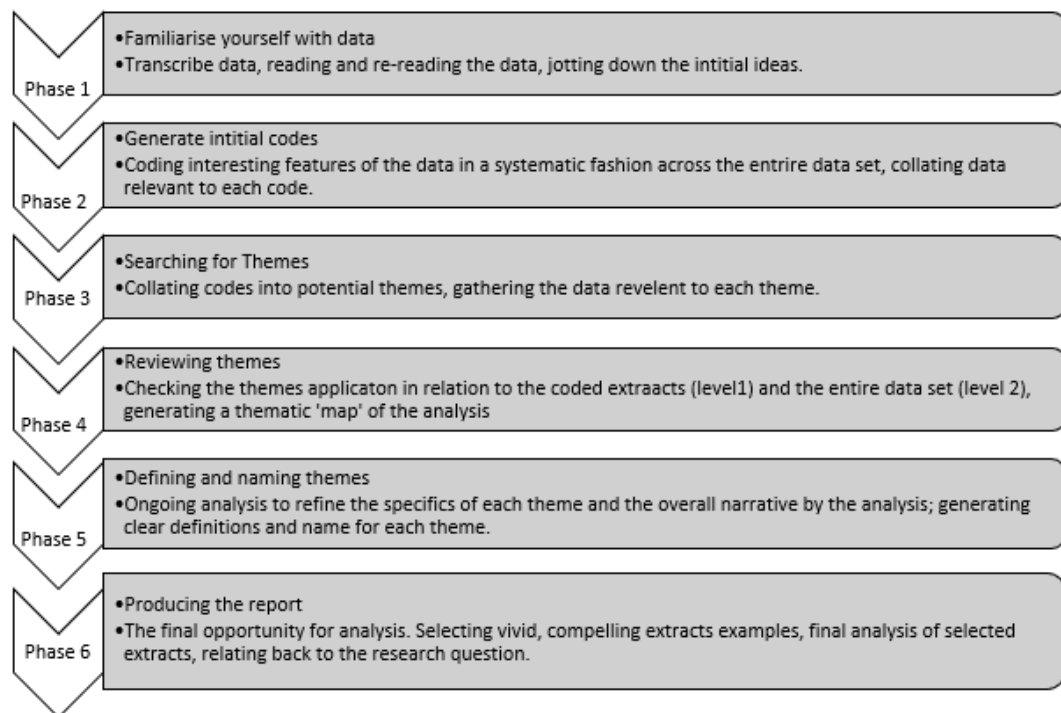 Phase 1
•Familiarise yourself with data
•Transcribe data, reading and re-reading the data, jotting down the intitial ideas.
Phase 2
•Generate intitial codes
•Coding interesting features of the data in a systematic fashion across the entrire data set, collating data
relevant to each code.
Phase 3
•Searching for Themes
•Collating codes into potential themes, gathering the data revelent to each theme.
Phase 4
•Reviewing themes
•Checking the themes applicaton in relation to the coded extraacts (level1) and the entire data set (level 2),
generating a thematic 'map' of the analysis
Phase 5
•Defining and naming themes
•Ongoing analysis to refine the specifics of each theme and the overall narrative by the analysis; generating
clear definitions and name for each theme.
Phase 6
•Producing the report
•The final opportunity for analysis. Selecting vivid, compelling extracts examples, final analysis of selected
extracts, relating back to the research question.